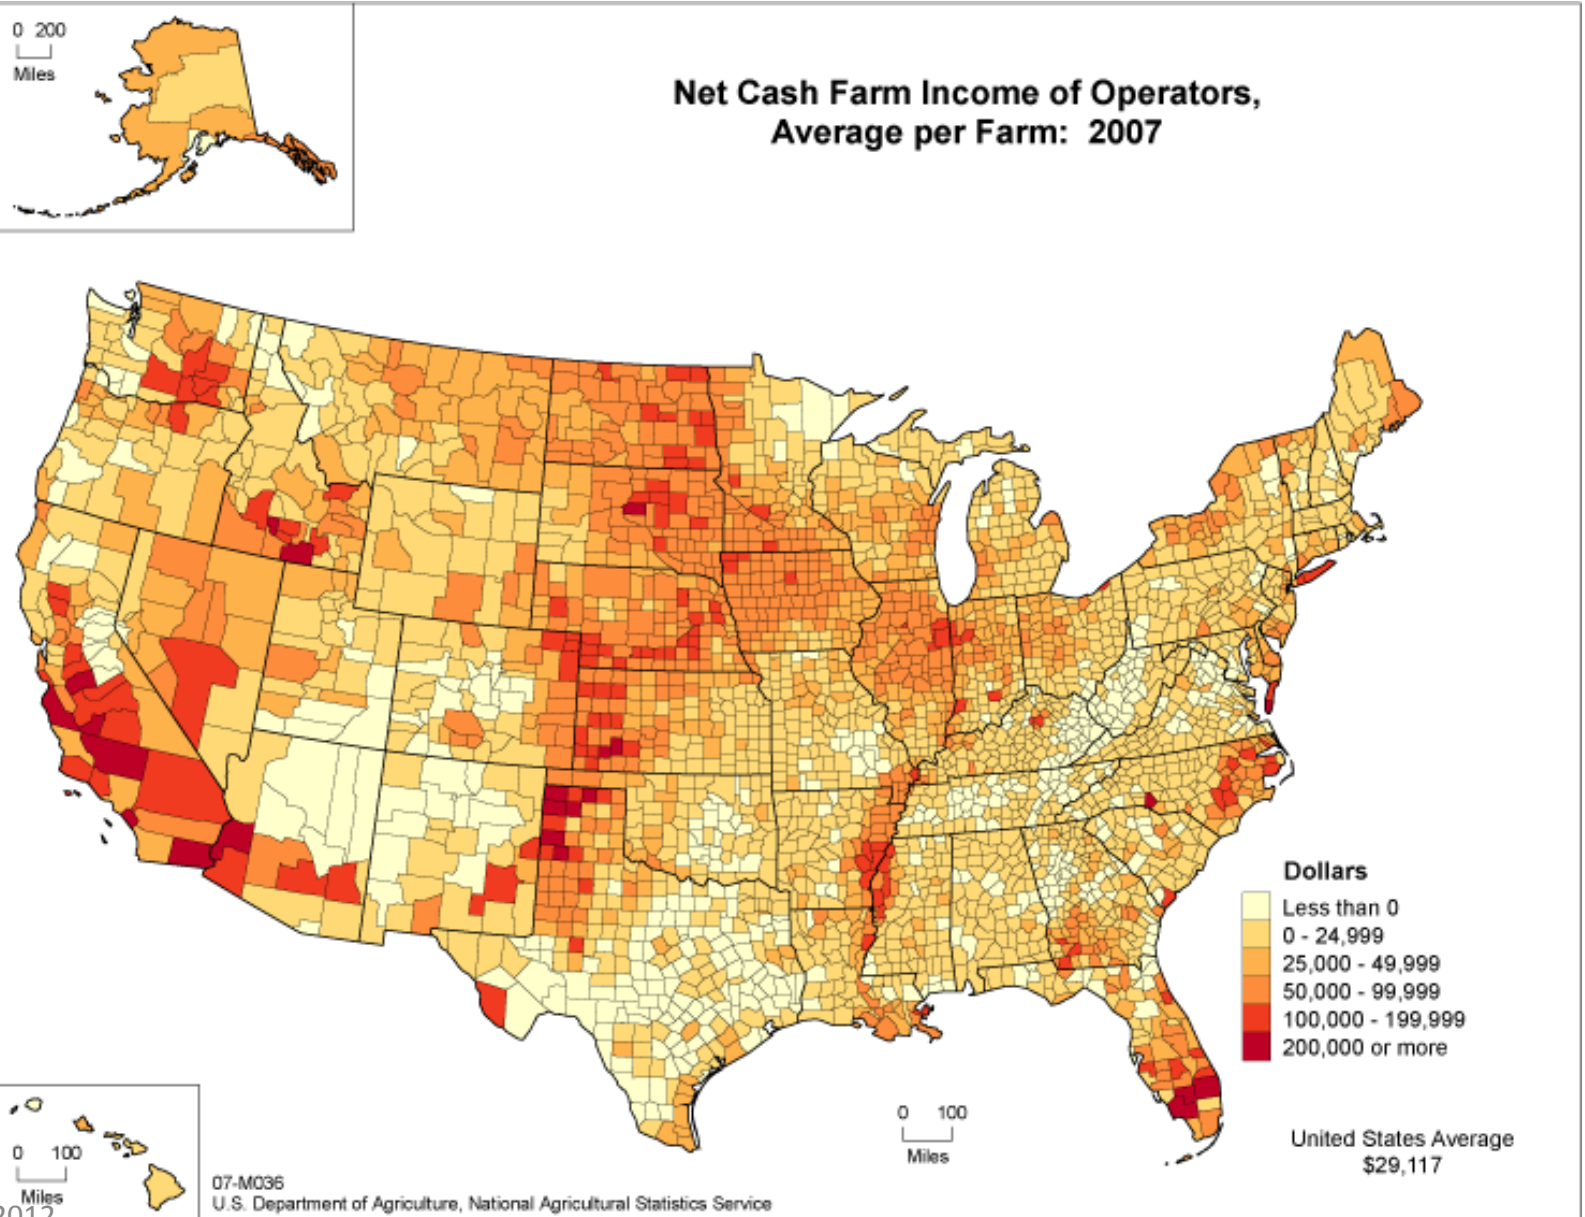 0 200
Miles
Net Cash Farm Income of Operators,
Average per Farm: 2007
Dollars
Less than 0
0 - 24,999
25,000 - 49,999
50,000 - 99,999
100,000 - 199,999
200,000 or more
0 100
Miles
United States Average
$29,117
0 100
Miles
07-M036
U.S. Department of Agriculture, National Agricultural Statistics Service
2012